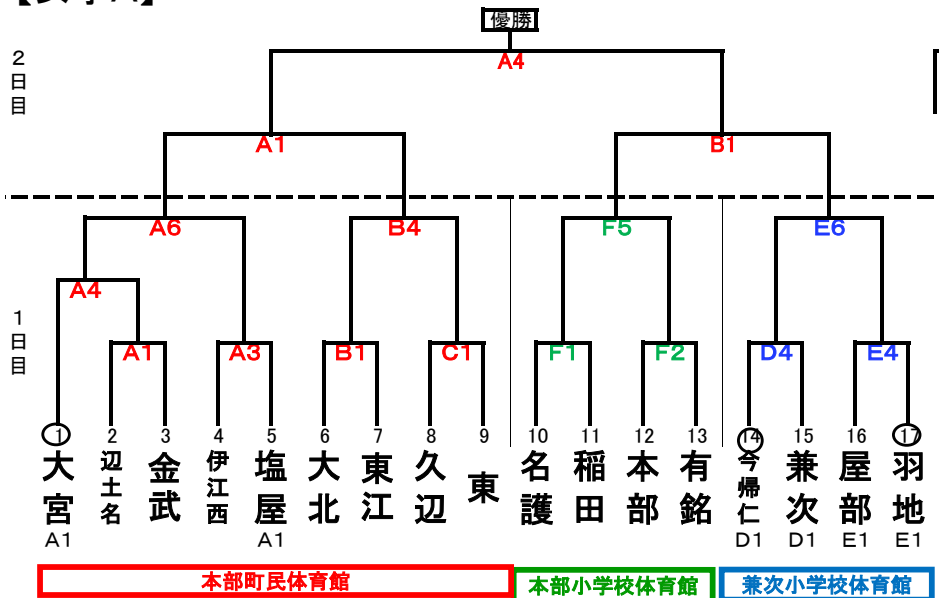 優勝
A4
2日目
A1
B1
A6
B4
F5
E6
A4
1日目
A1
A3
B1
C1
F1
F2
D4
E4
1 2 3 4 5 6 7 8 9 10 11 12 13 14 15 16 17
大宮
辺土名
金武
伊江西
塩屋
大北
東江
久辺
東
名護
稲田
本部
有銘
今帰仁
兼次
屋部
羽地
A1 A1 D1 D1 E1 E1
本部町民体育館
本部小学校体育館
兼次小学校体育館